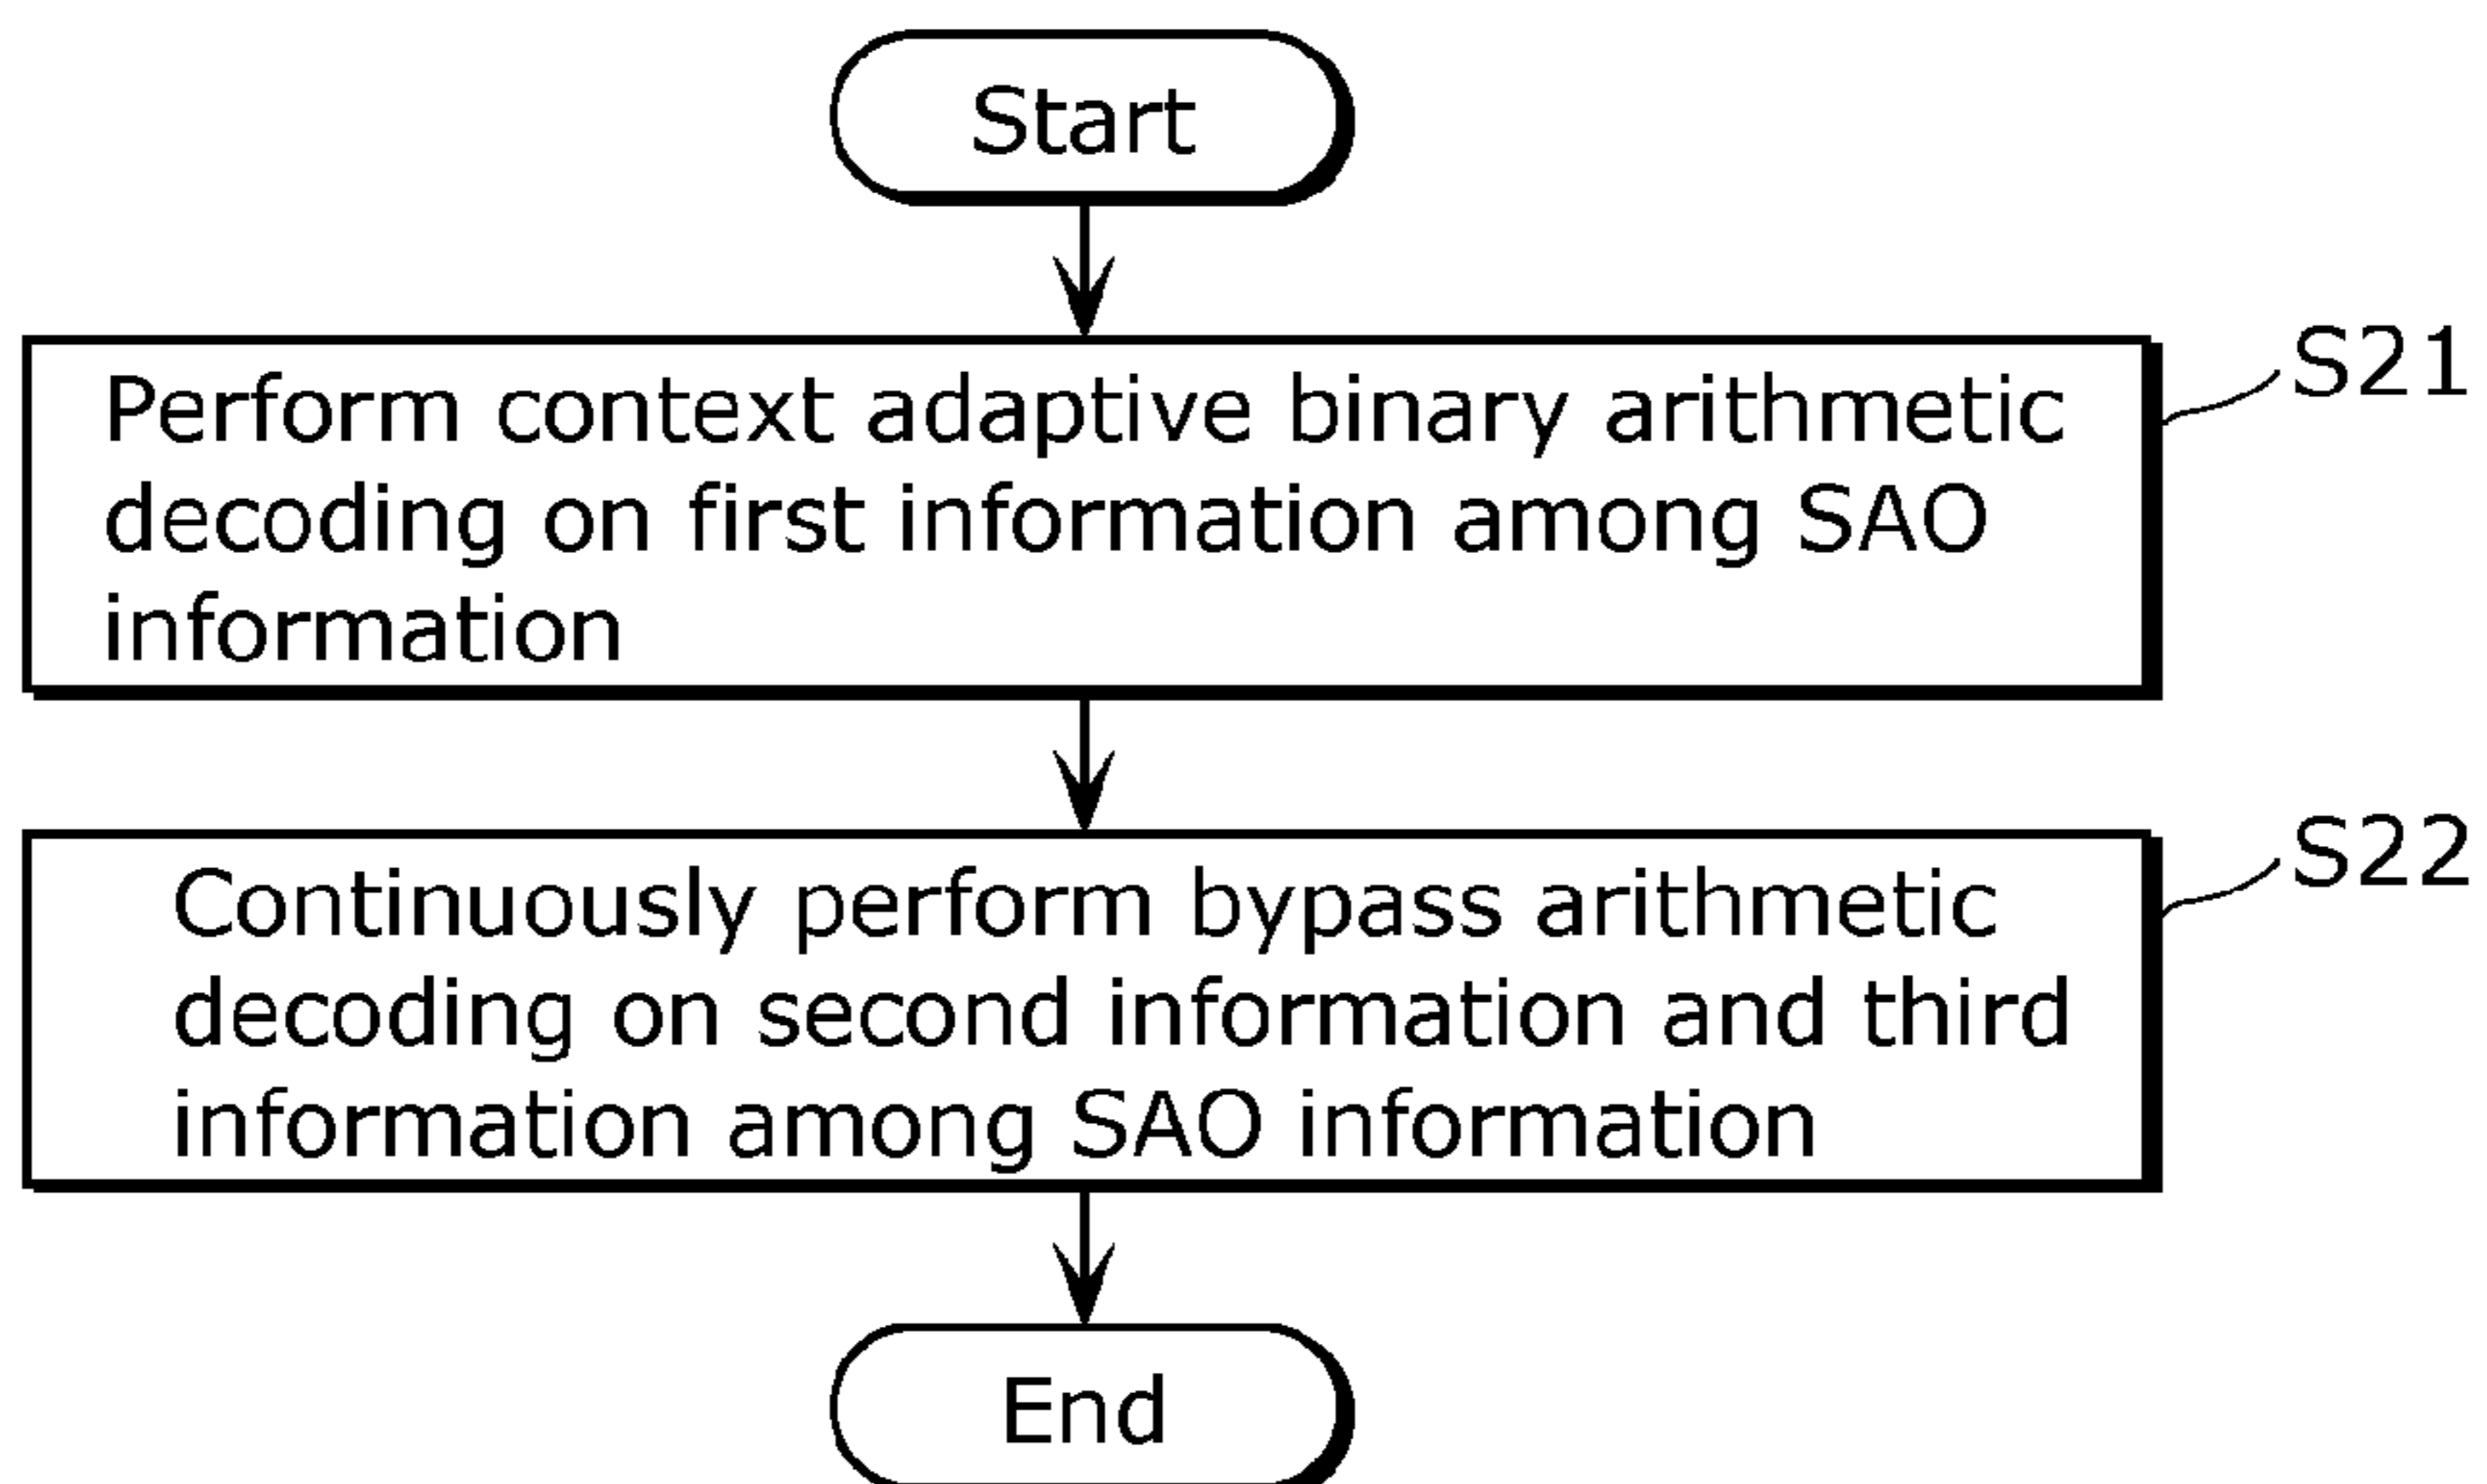 Start
S21
Perform context adaptive binary arithmetic
decoding on first information among SAO
information
S22
Continuously perform bypass arithmetic
decoding on second information and third
information among SAO information
End